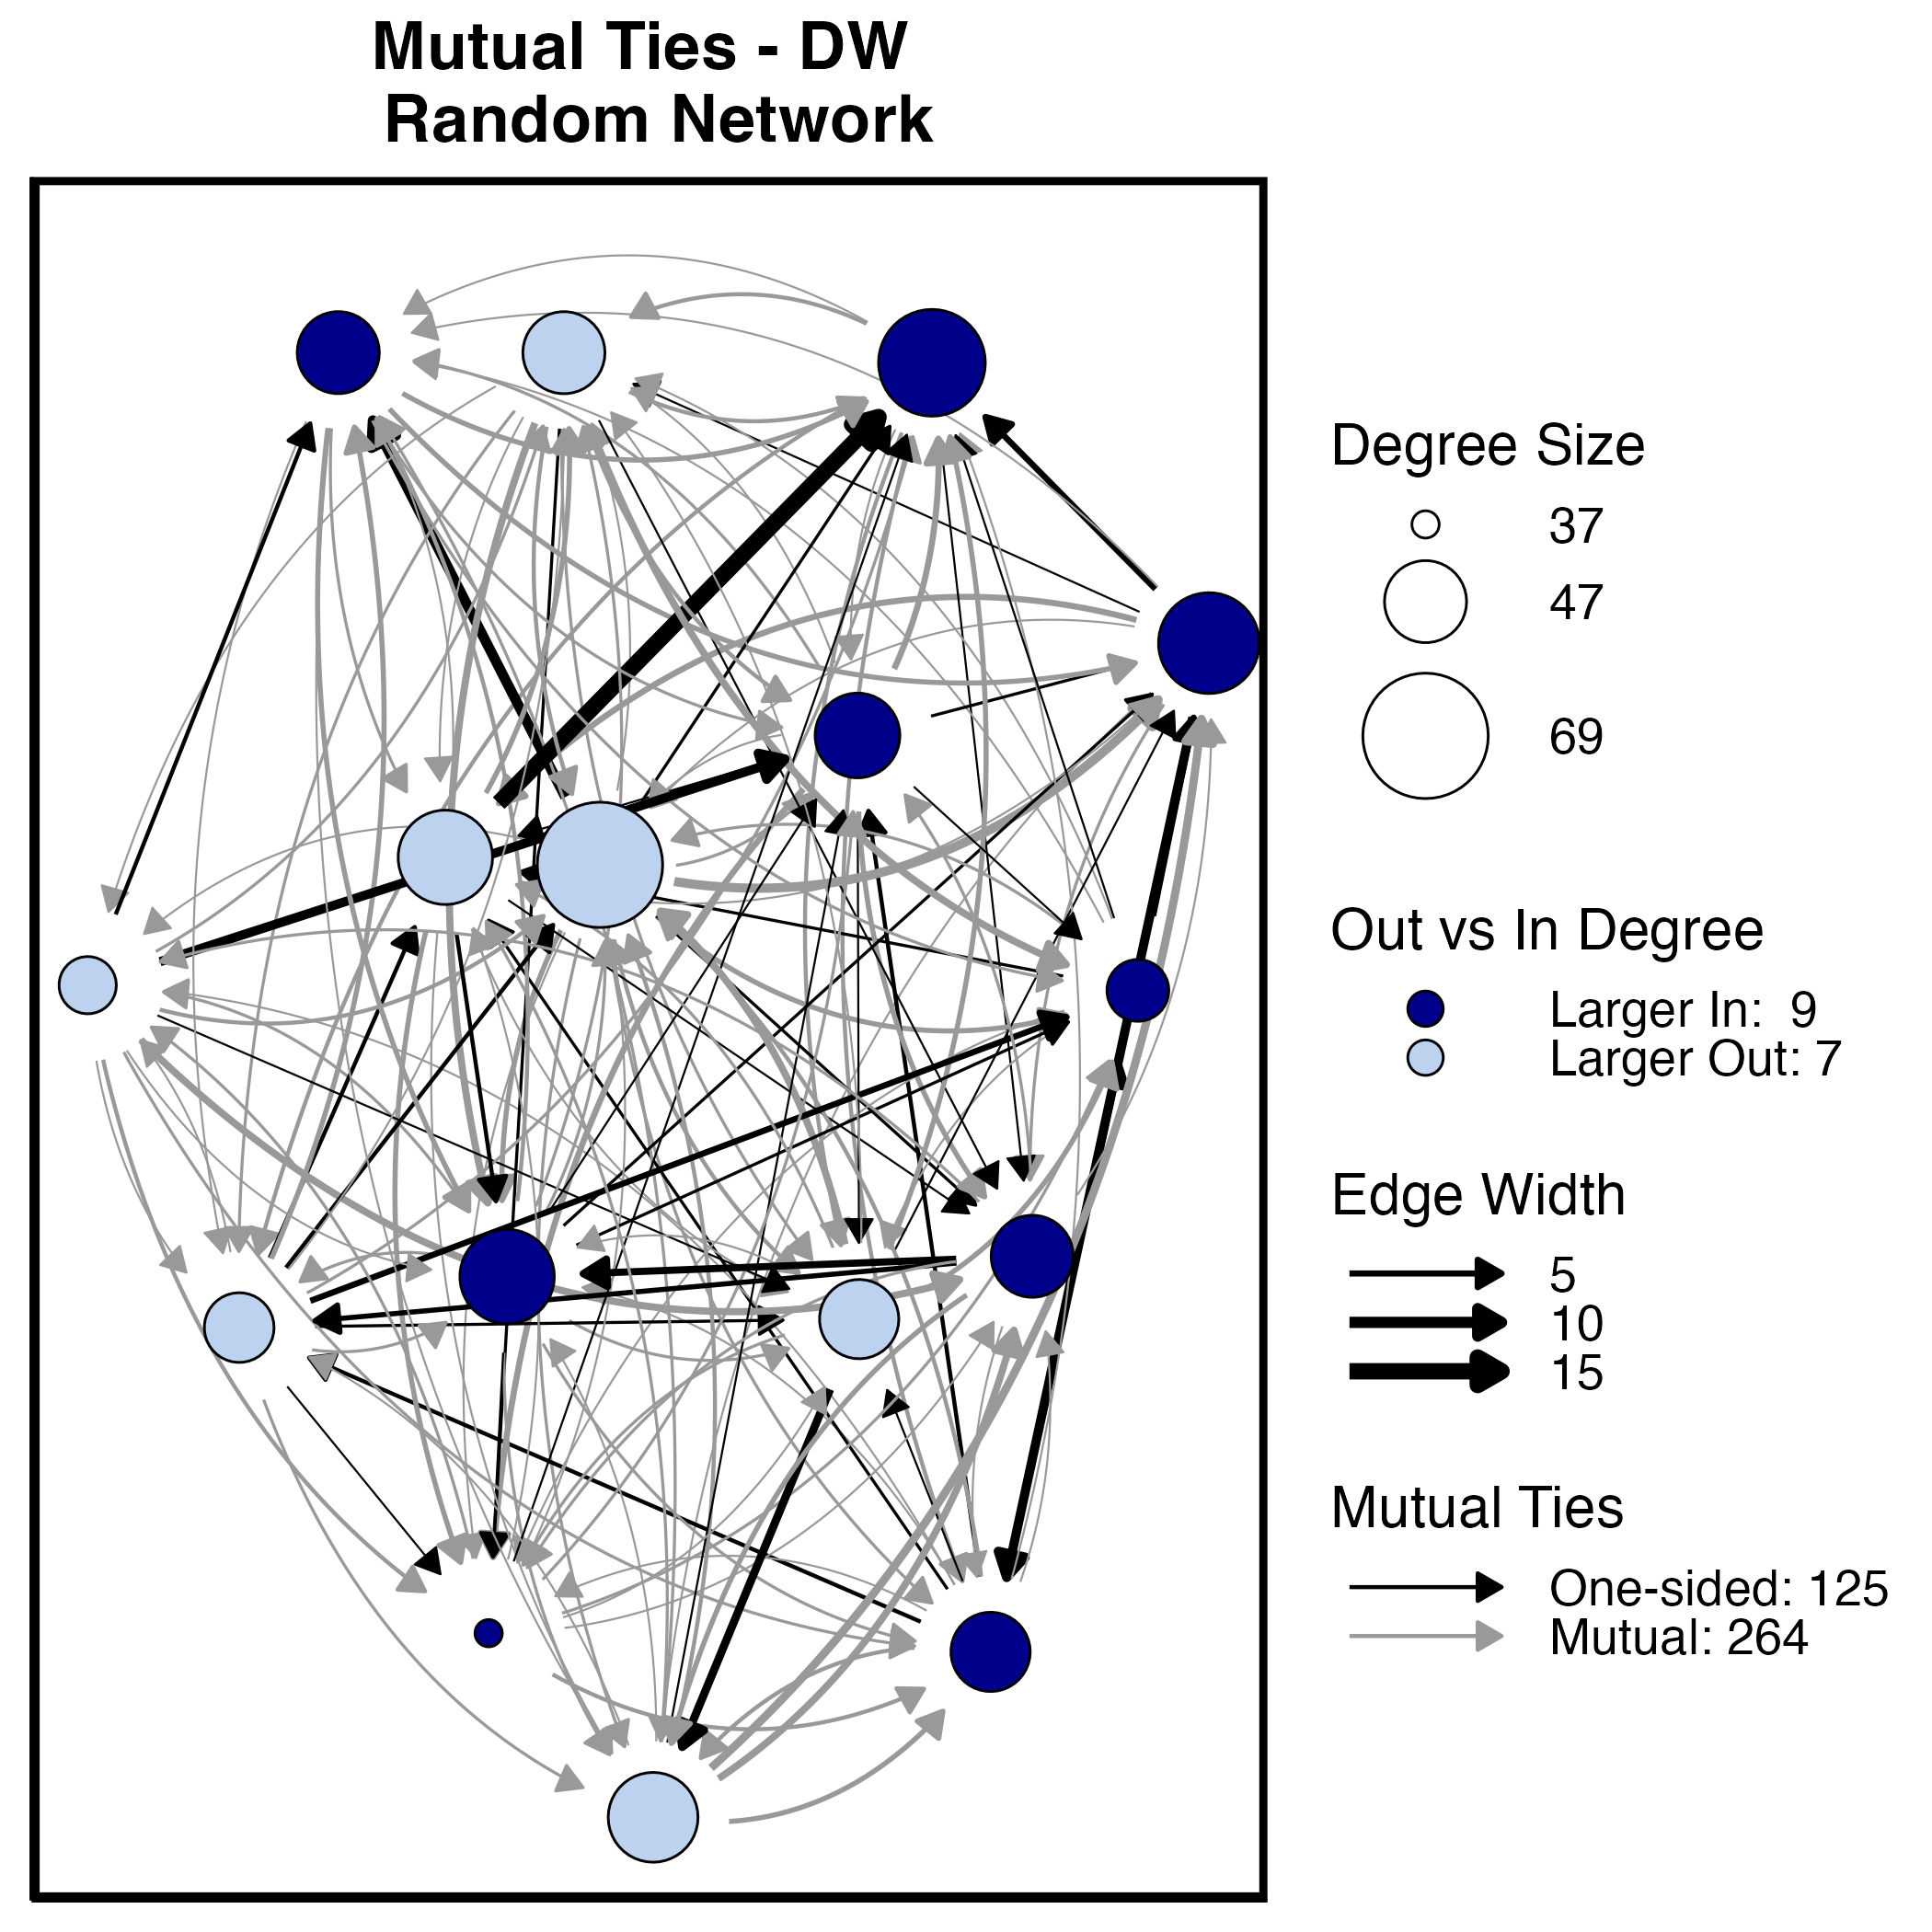 Mutual Ties - DW
Random Network
Degree Size
37
47
69
Out vs In Degree
Larger In: 9
Larger Out: 7
Edge Width
5
10
15
Mutual Ties
One-sided: 125
Mutual: 264